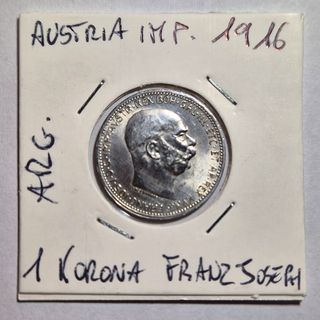 AUSTRIA IMP. 1916
ARG.
1 KORONA FRANZ JOSEPH